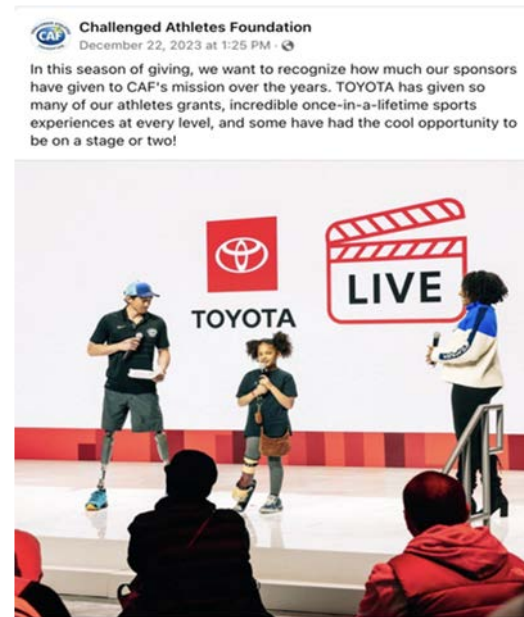 Challenged Athletes Foundation
December 22, 2023 at 1:25 PM ·
In this season of giving, we want to recognize how much our sponsors
have given to CAF's mission over the years. TOYOTA has given so
many of our athletes grants, incredible once-in-a-lifetime sports
experiences at every level, and some have had the cool opportunity to
be on a stage or two!
CAF
TOYOTA
LIVE